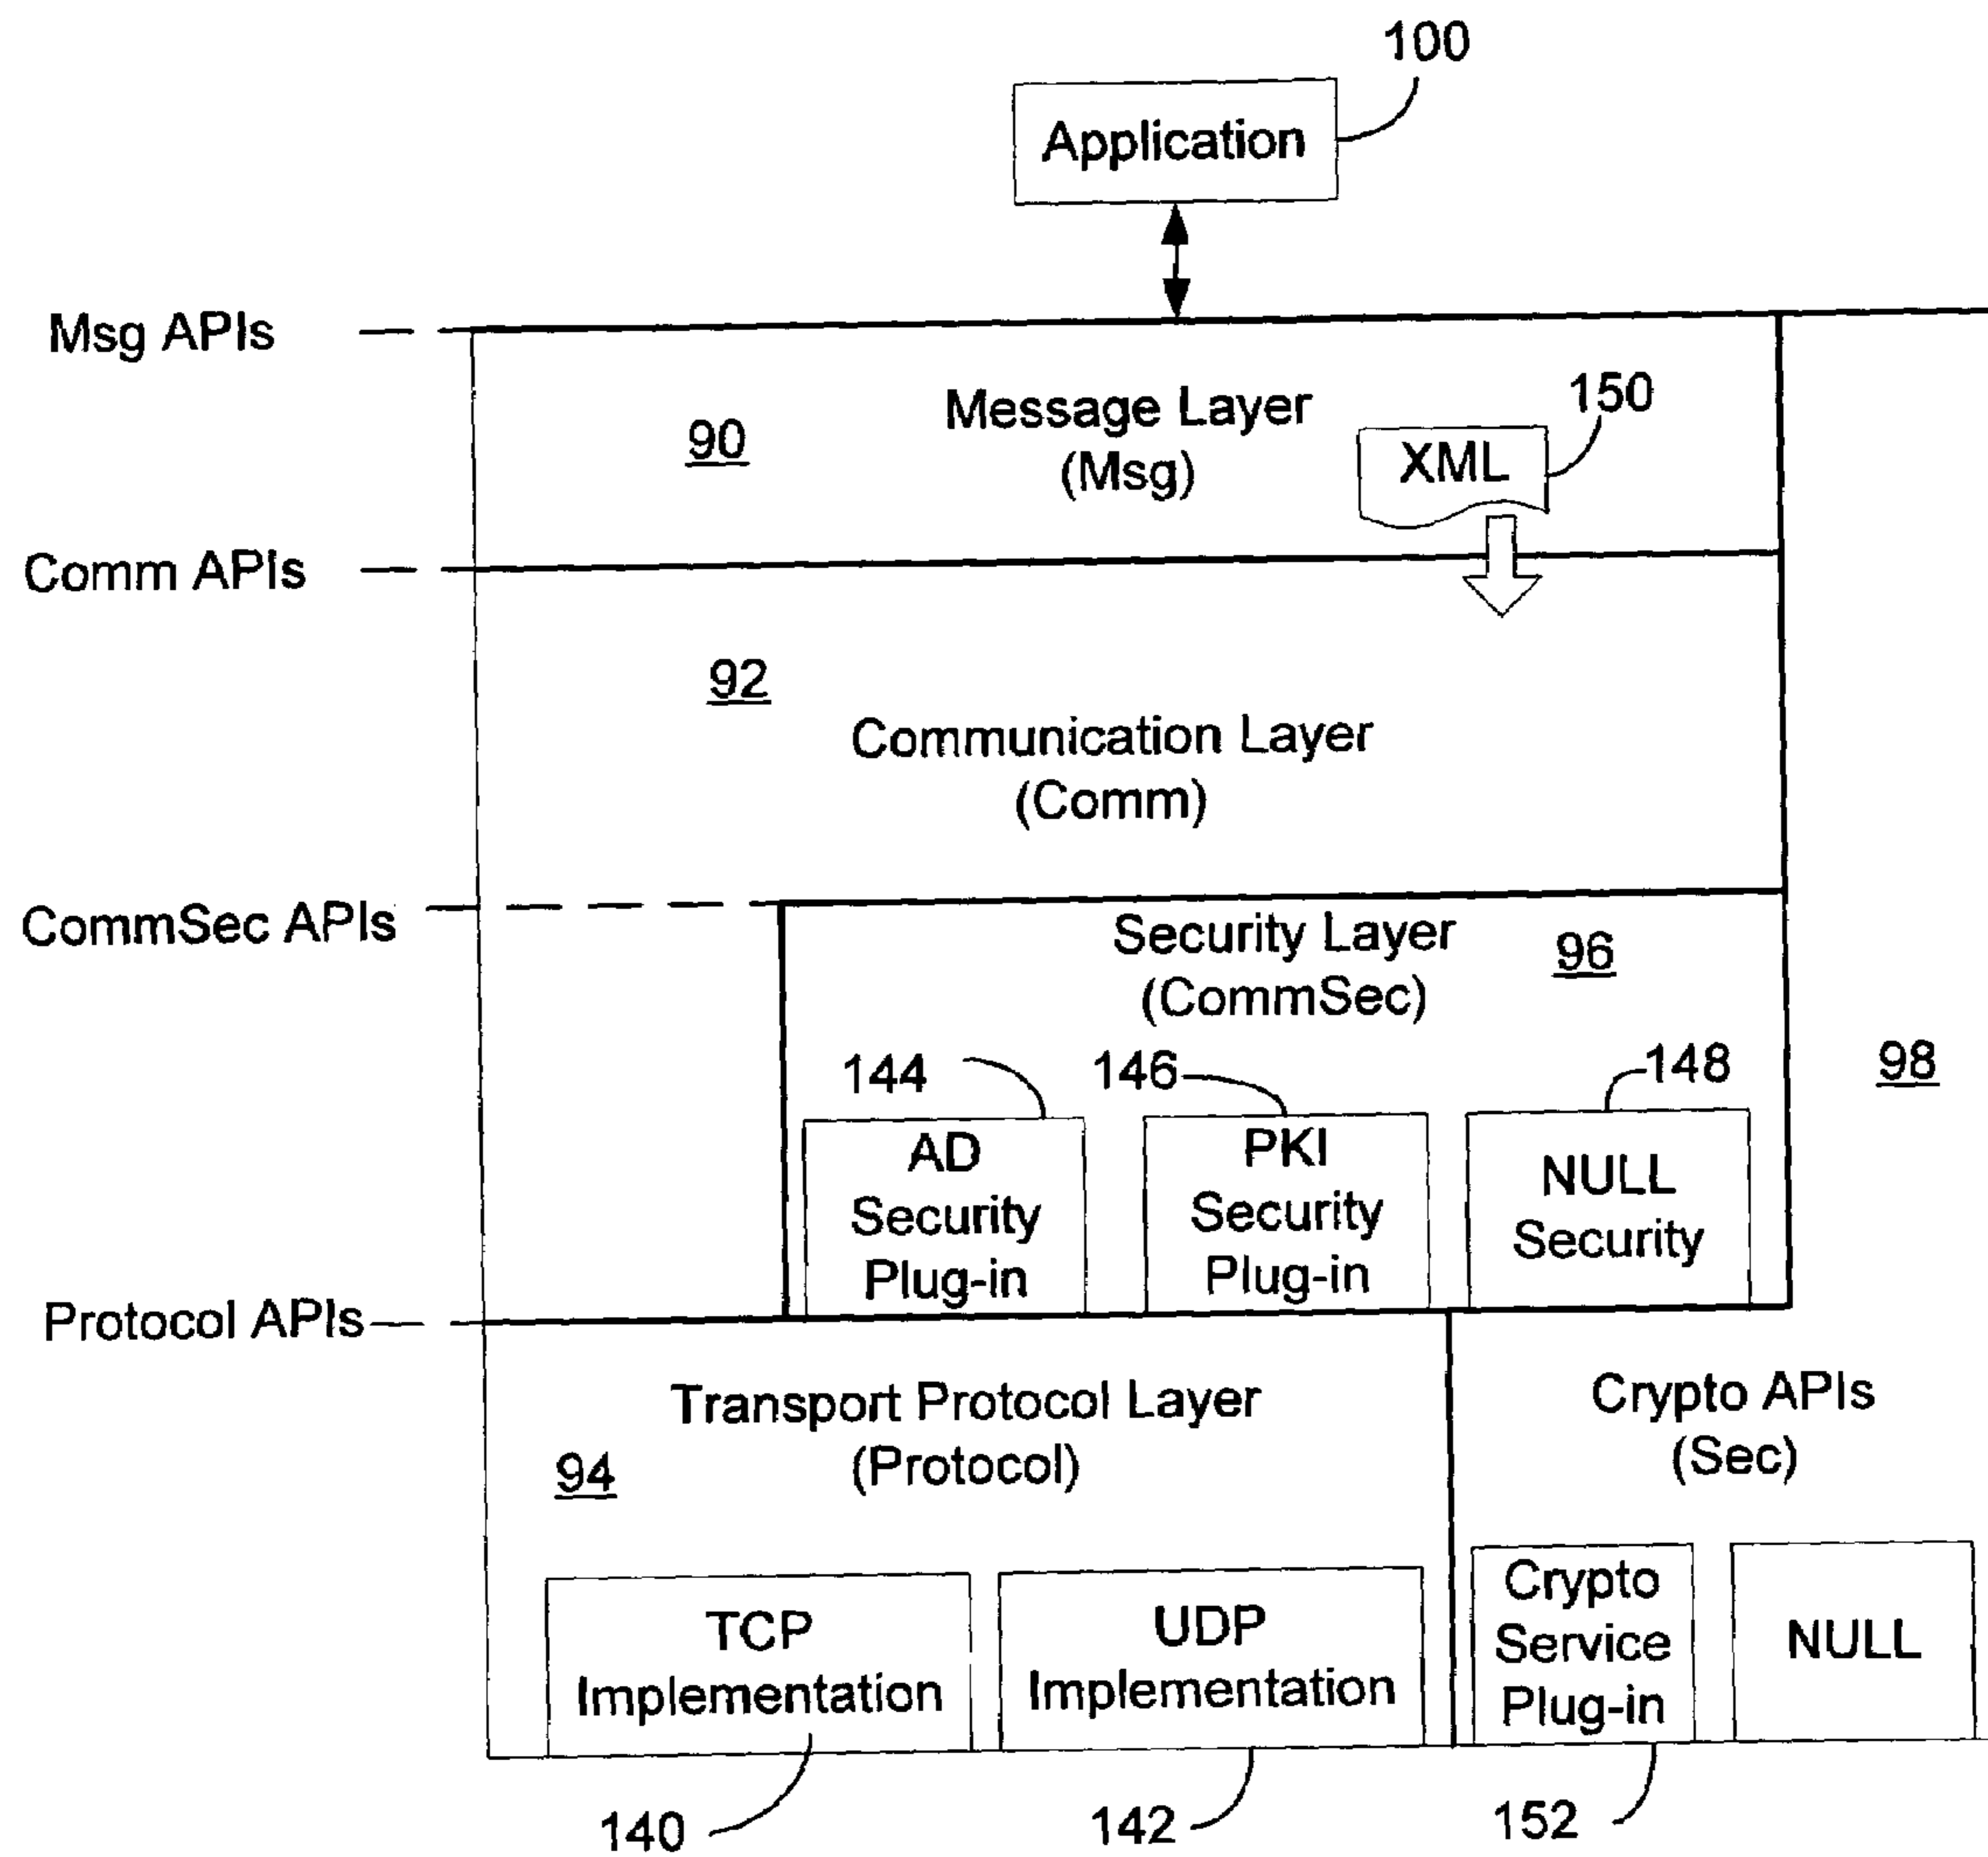 100
Application
Msg APIs
Message Layer
(Msg)
90
150
XML
Comm APIs
92
Communication Layer
(Comm)
CommSec APIs
Security Layer
(CommSec)
96
98
144
146
148
AD
Security
Plug-in
PKI
Security
Plug-in
NULL
Security
Protocol APIs
Transport Protocol Layer
(Protocol)
94
Crypto APIs
(Sec)
TCP
Implementation
UDP
Implementation
Crypto
Service
Plug-in
NULL
140
142
152